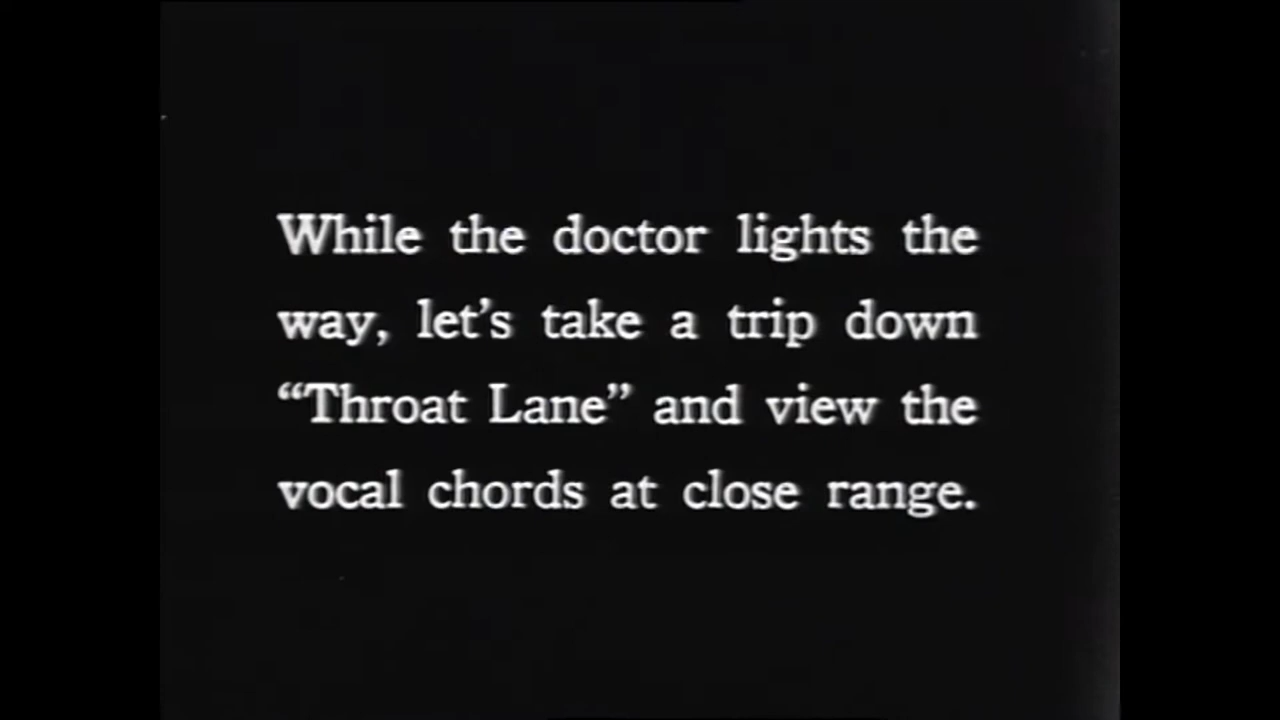 While the doctor lights the
way, let’s take a trip down
“Throat Lane” and view the
vocal chords at close range.